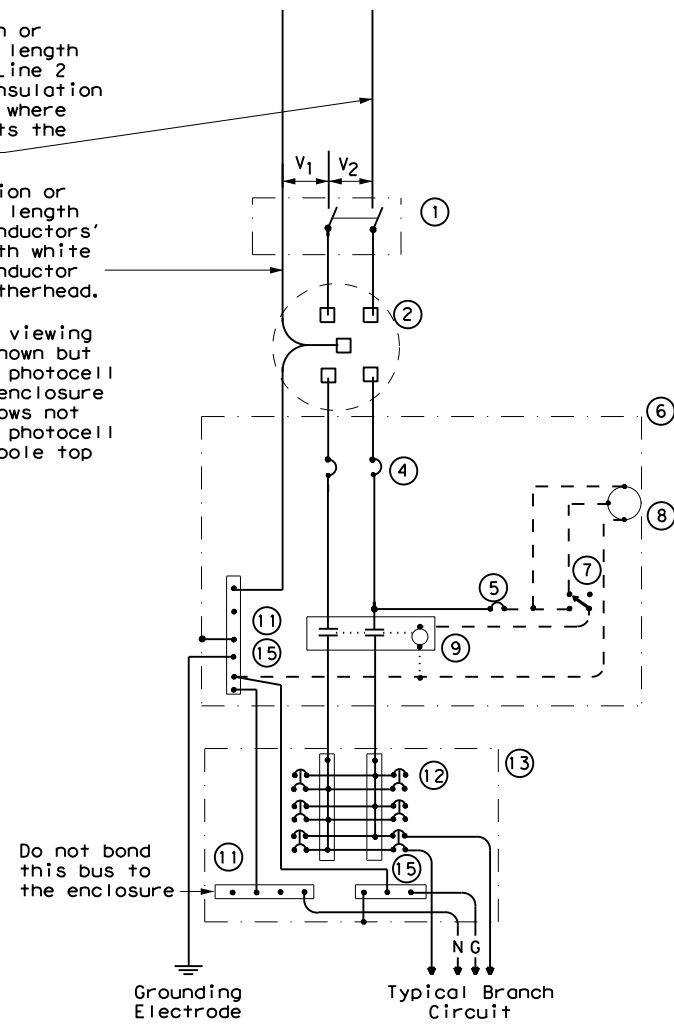 n or
length
Line 2
nsulation
where
ts the
ion or
length
nductors'
th white
nductor
therhead.
viewing
hown but
photocell
enclosure
ows not
photocell
pole top
V1
V2
1
2
6
4
8
5
7
11
15
9
13
12
11
15
Do not bond
this bus to
the enclosure
N G
Grounding
Electrode
Typical Branch
Circuit